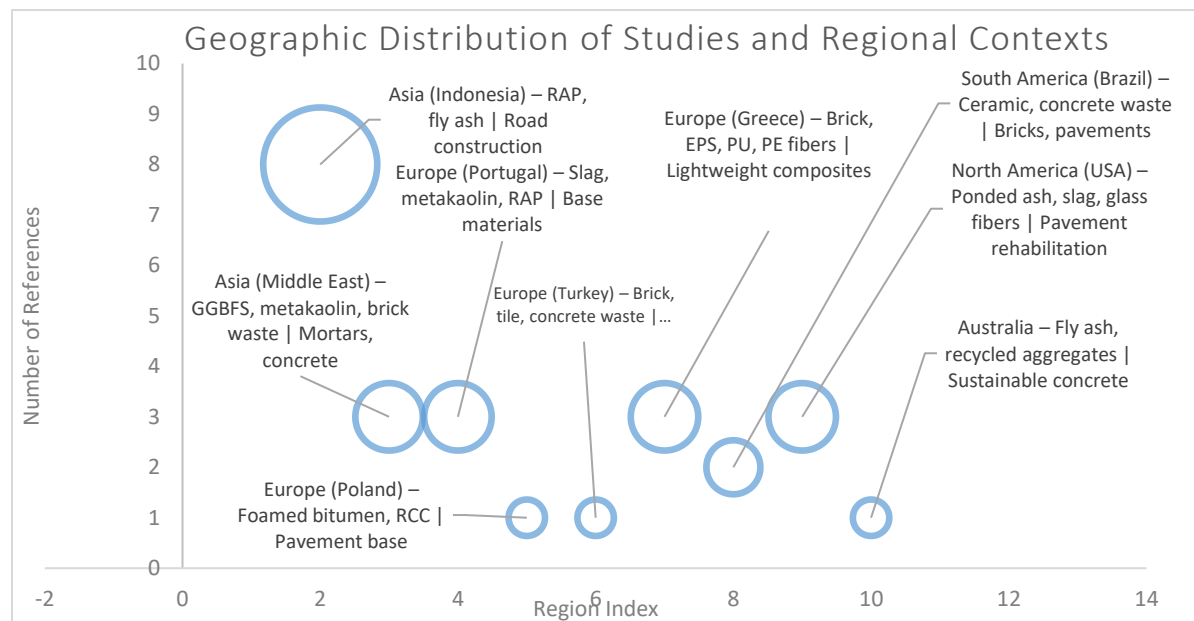 Geographic Distribution of Studies and Regional Contexts
Number of References
10
9
8
7
6
5
4
3
2
1
0
Asia (Indonesia) – RAP,
fly ash | Road
construction
Europe (Portugal) – Slag,
metakaolin, RAP | Base
materials
Asia (Middle East) –
GGBFS, metakaolin, brick
waste | Mortars,
concrete
Europe (Poland) –
Foamed bitumen, RCC |
Pavement base
Europe (Turkey) – Brick,
tile, concrete waste |...
Europe (Greece) – Brick,
EPS, PU, PE fibers |
Lightweight composites
South America (Brazil) –
Ceramic, concrete waste
| Bricks, pavements
North America (USA) –
Ponded ash, slag, glass
fibers | Pavement
rehabilitation
Australia – Fly ash,
recycled aggregates |
Sustainable concrete
-2 0 2 4 6 8 10 12 14
Region Index